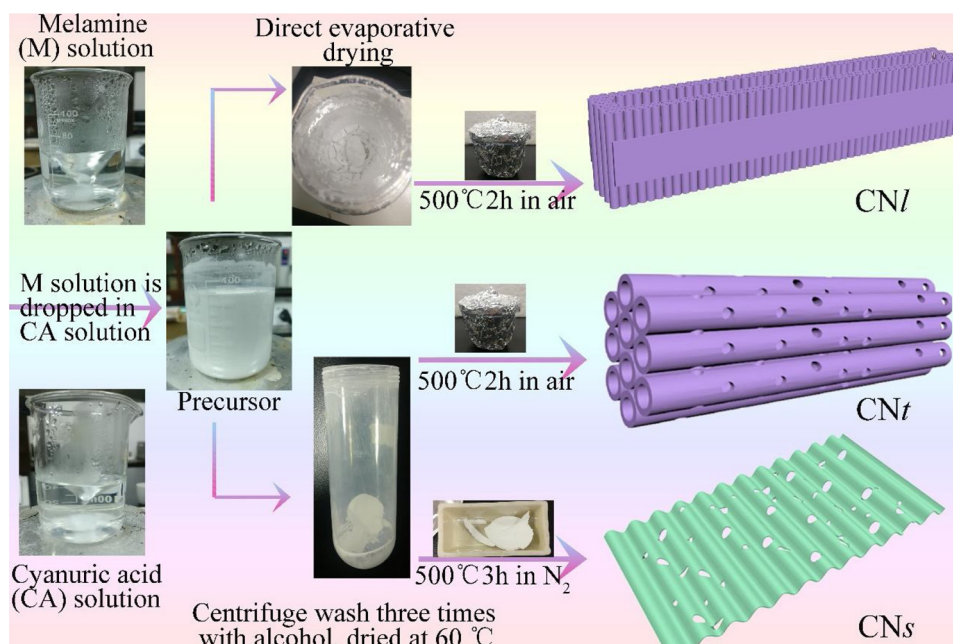 Melamine
(M) solution
Direct evaporative
drying
500℃2h in air
CNl
M solution is
dropped in
CA solution
Precursor
500℃2h in air
CNt
Cyanuric acid
(CA) solution
500℃3h in N₂
CNs
Centrifuge wash three times
with alcohol, dried at 60 ℃